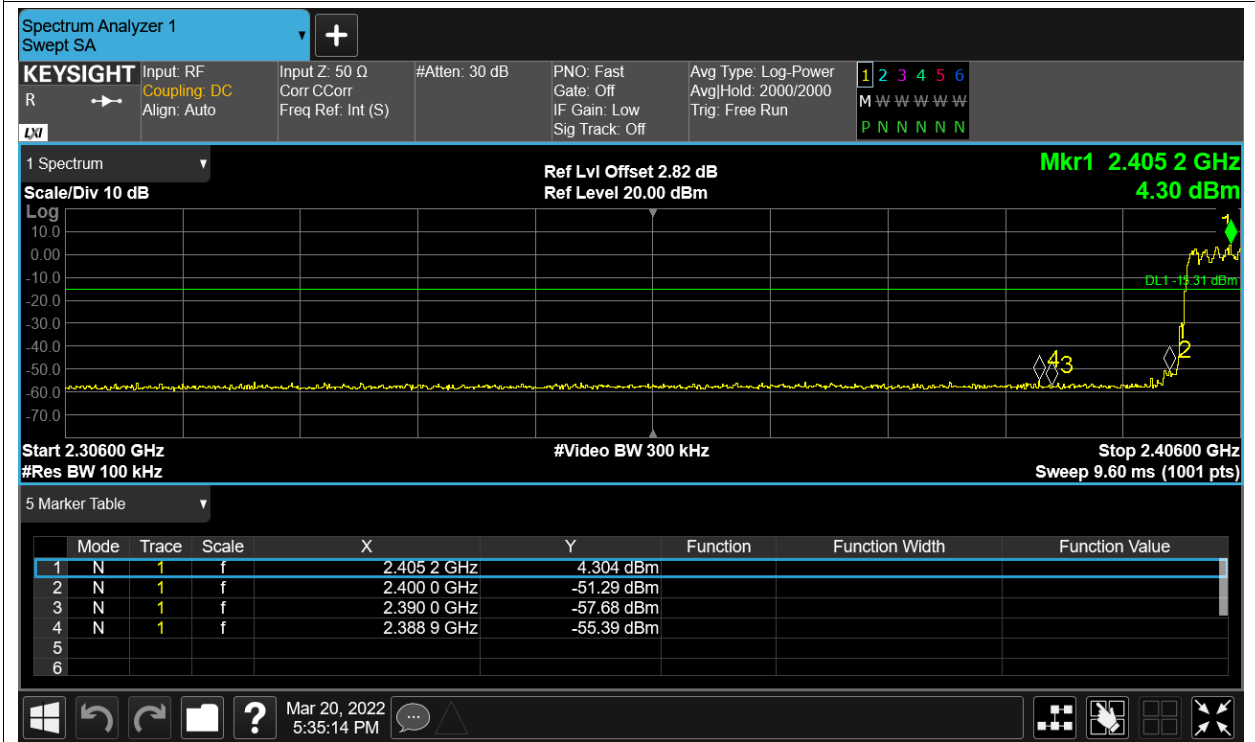 Spectrum Analyzer 1
Swept SA
+
KEYSIGHT Input: RF Input Z: 50 Ω #Atten: 30 dB PNO: Fast Avg Type: Log-Power 1 2 3 4 5 6
R Coupling: DC Corr CCorr Gate: Off Avg|Hold: 2000/2000 M W W W W W
Align: Auto Freq Ref: Int (S) IF Gain: Low Trig: Free Run
LXI Sig Track: Off P N N N N N
1 Spectrum Ref Lvl Offset 2.82 dB Mkr1 2.405 2 GHz
Scale/Div 10 dB Ref Level 20.00 dBm 4.30 dBm
Log
1
10.0
0.00
-10.0
DL1 -15.31 dBm
-20.0
-30.0
-40.0
2
43
-50.0
-60.0
-70.0
Start 2.30600 GHz #Video BW 300 kHz Stop 2.40600 GHz
#Res BW 100 kHz Sweep 9.60 ms (1001 pts)
5 Marker Table
Mode Trace Scale X Y Function Function Width Function Value
1 N 1 f 2.405 2 GHz 4.304 dBm
2 N 1 f 2.400 0 GHz -51.29 dBm
3 N 1 f 2.390 0 GHz -57.68 dBm
4 N 1 f 2.388 9 GHz -55.39 dBm
5
6
? Mar 20, 2022
5:35:14 PM